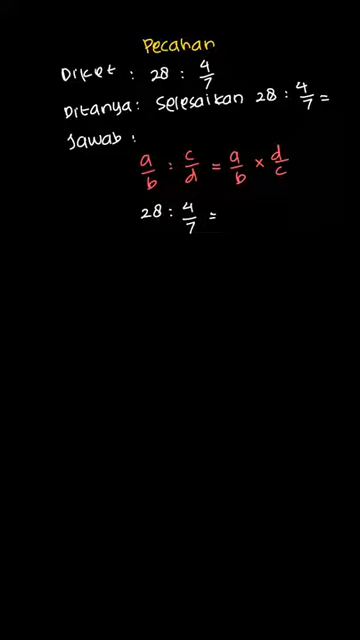 Pecahan
Diket : 28 : 4/7
Ditanya: Selesaikan 28 : 4/7 =
Jawab :
a/b : c/d = a/b × d/c
28 : 4/7 =